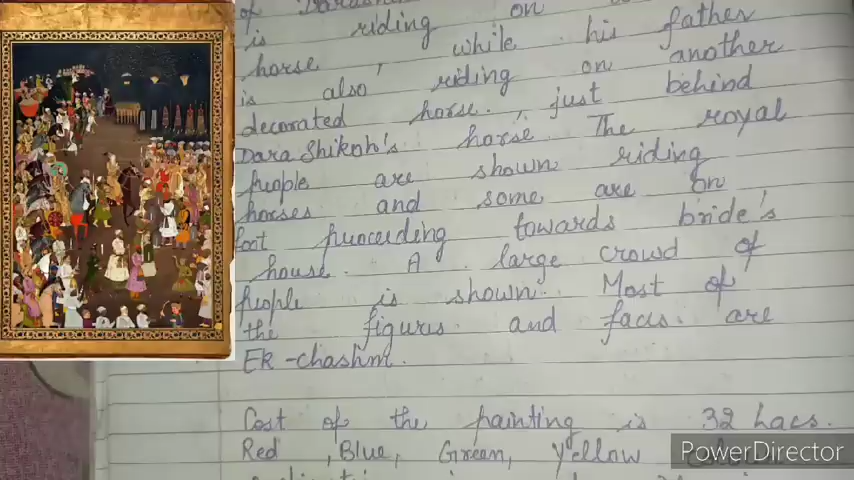 of Dara
is riding on
horse, while his father
is also riding on another
decorated horse, just behind
Dara Shikoh's horse. The royal
people are shown riding
horses and some are on
foot proceeding towards bride's
house. A large crowd of
people is shown. Most of
the figures and faces are
Ek-chashm.
Cost of the painting is 32 Lacs.
Red, Blue, Green, Yellow
PowerDirector